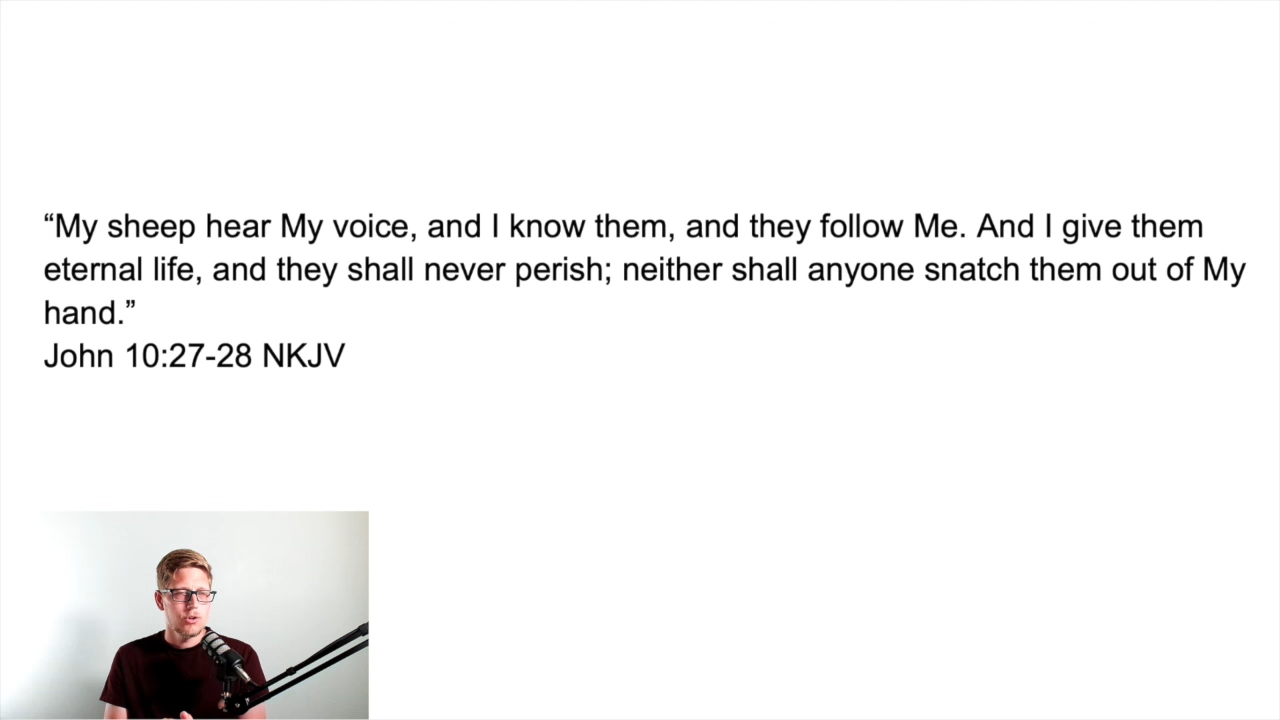 “My sheep hear My voice, and I know them, and they follow Me. And I give them
eternal life, and they shall never perish; neither shall anyone snatch them out of My
hand.”
John 10:27-28 NKJV